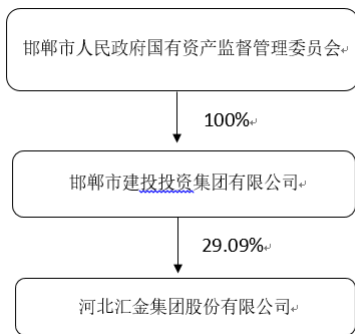 邯郸市人民政府国有资产监督管理委员会
100%
邯郸市建投投资集团有限公司
29.09%
河北汇金集团股份有限公司